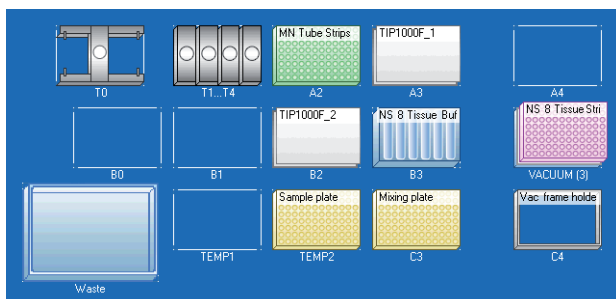 MN Tube Strips
TIP1000F_1
T0
T1...T4
A2
A3
A4
TIP1000F_2
NS 8 Tissue Buf
NS 8 Tissue Stri
B0
B1
B2
B3
VACUUM (3)
Sample plate
Mixing plate
Vac frame holde
TEMP1
TEMP2
C3
C4
Waste